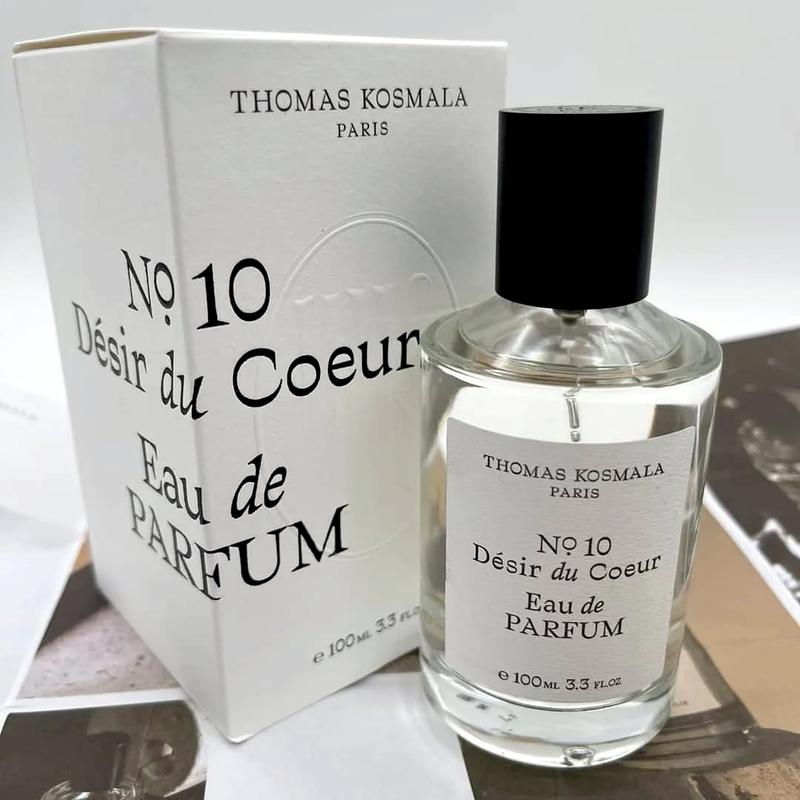 THOMAS KOSMALA
PARIS
Nº 10
Désir du Coeur
Eau de
PARFUM
e 100ML 3.3 FL.O
THOMAS KOSMALA
PARIS
Nº 10
Désir du Coeur
Eau de
PARFUM
e 100ML 3.3 FL.OZ